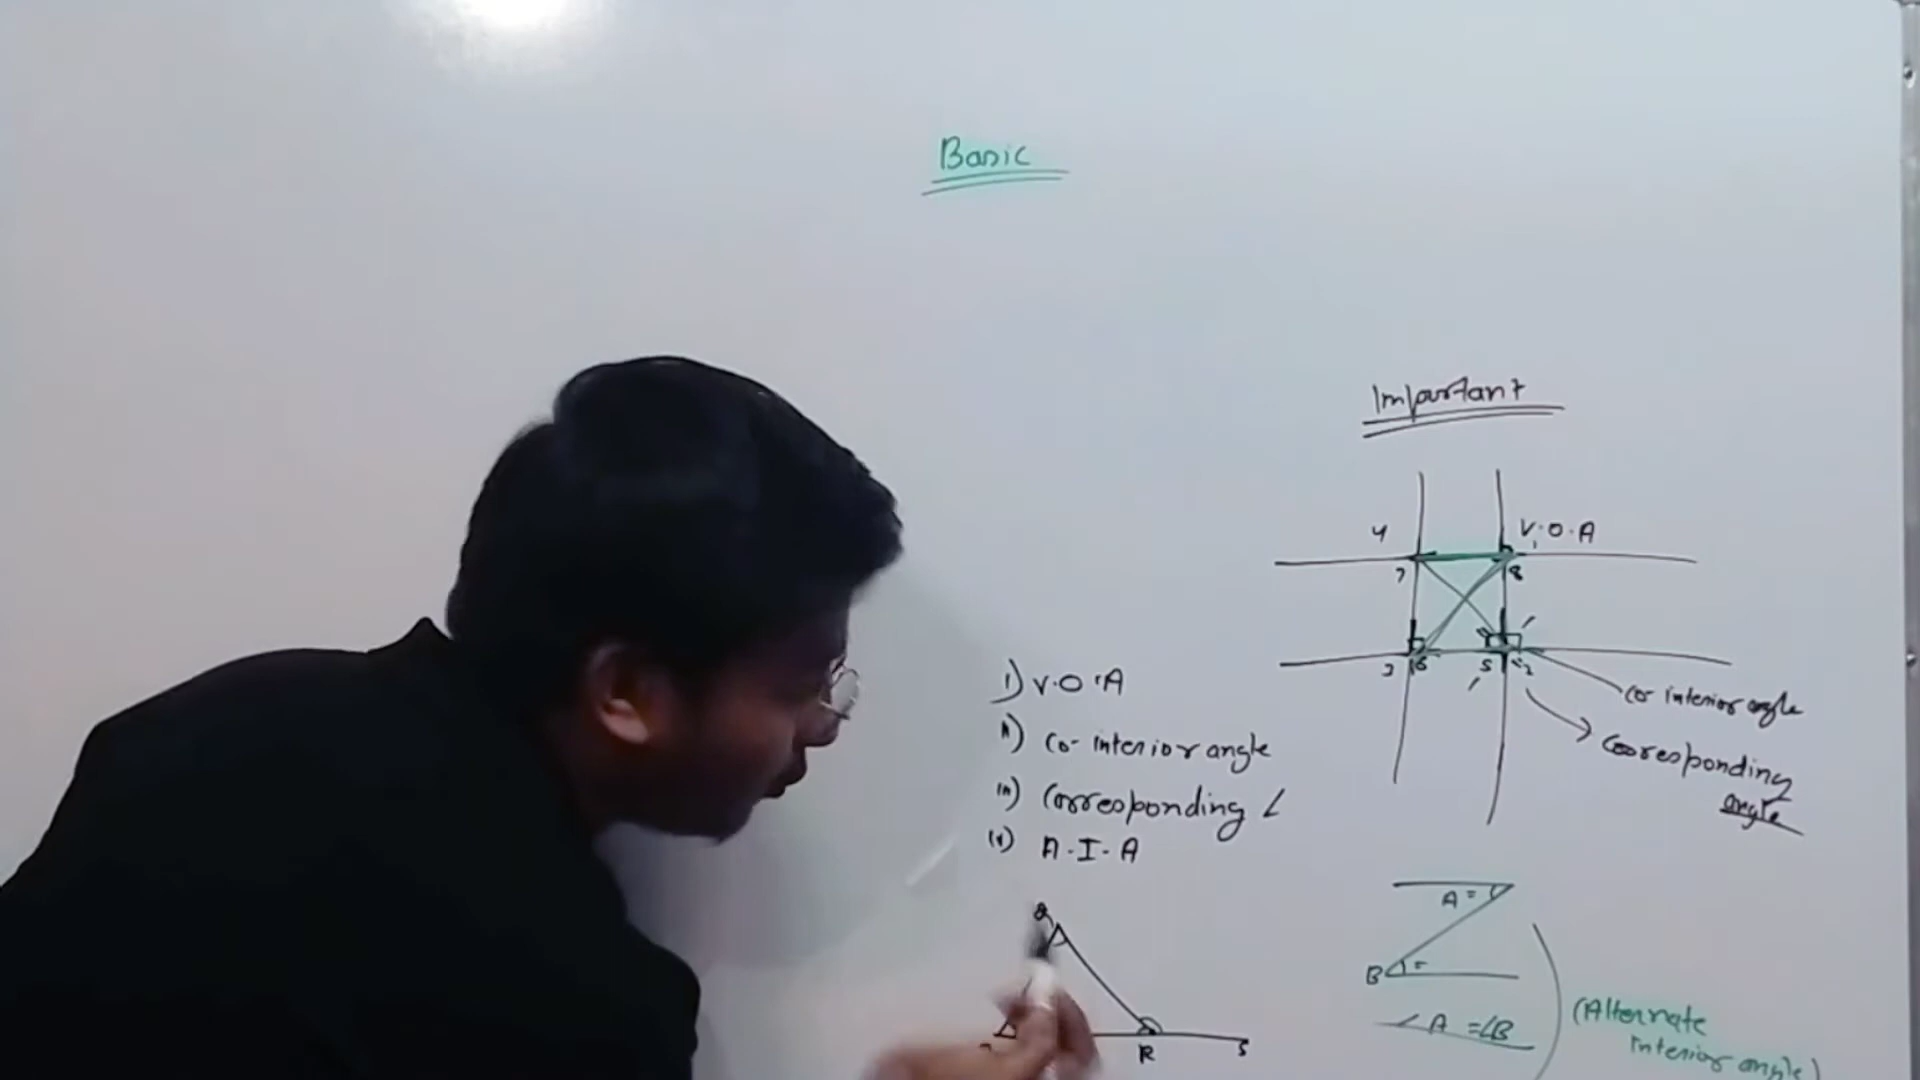 Basic
Important
4
V.O.A
1
7
8
3
6
5
2
co interior angle
Corresponding
angle
i) V.O.A
ii) co-interior angle
iii) Corresponding ∠
A.I.A
Q
R
S
A =
B =
∠A = ∠B
(Alternate
interior angle)